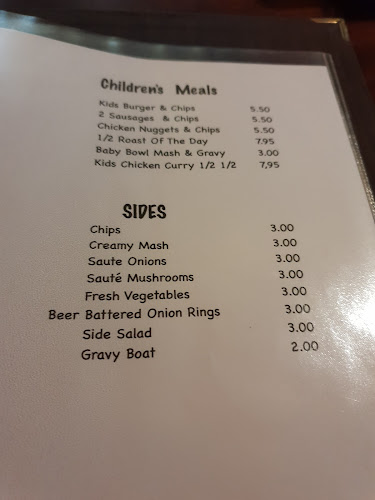 Children's Meals
Kids Burger & Chips 5.50
2 Sausages & Chips 5.50
Chicken Nuggets & Chips 5.50
1/2 Roast Of The Day 7.95
Baby Bowl Mash & Gravy 3.00
Kids Chicken Curry 1/2 1/2 7,95
SIDES
Chips 3.00
Creamy Mash 3.00
Saute Onions 3.00
Sauté Mushrooms 3.00
Fresh Vegetables 3.00
Beer Battered Onion Rings 3.00
Side Salad 3.00
Gravy Boat 2.00